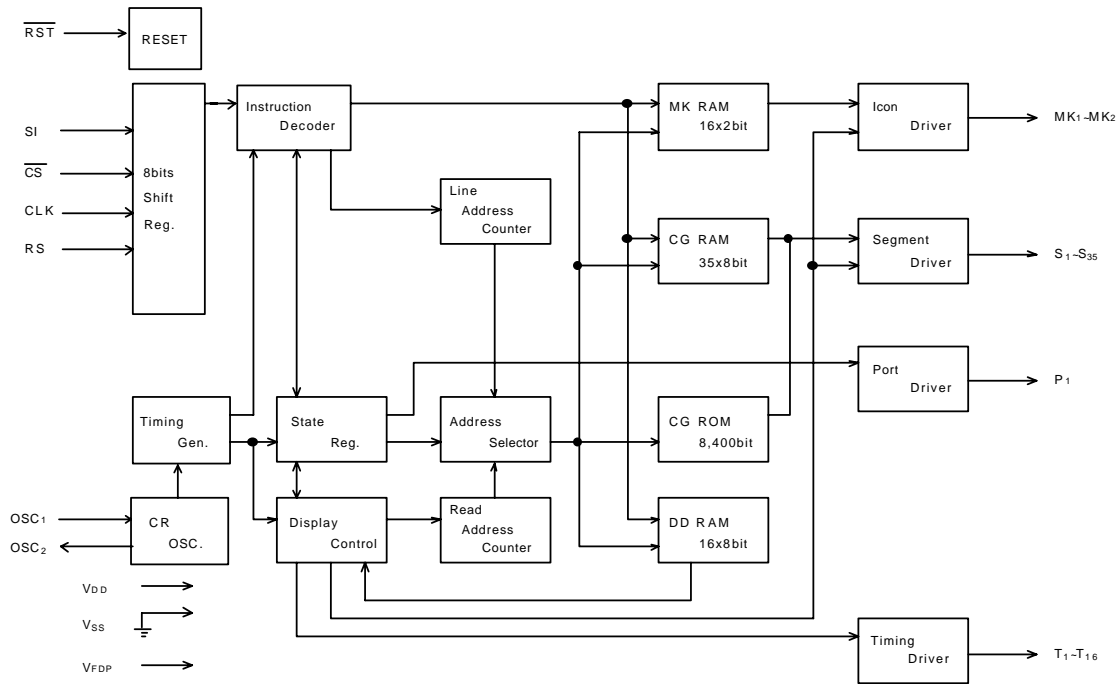 RST
RESET
SI
CS
CLK
RS
8bits
Shift
Reg.
Instruction
Decoder
Line
Address
Counter
MK RAM
16x2bit
Icon
Driver
MK1~MK2
CG RAM
35x8bit
Segment
Driver
S1~S35
Port
Driver
P1
Timing
Gen.
State
Reg.
Address
Selector
CG ROM
8,400bit
OSC1
OSC2
CR
OSC.
Display
Control
Read
Address
Counter
DD RAM
16x8bit
VDD
VSS
VFDP
Timing
Driver
T1~T16